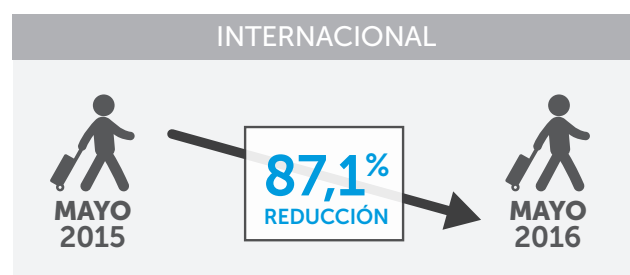 INTERNACIONAL
87,1%
REDUCCIÓN
MAYO
2015
MAYO
2016